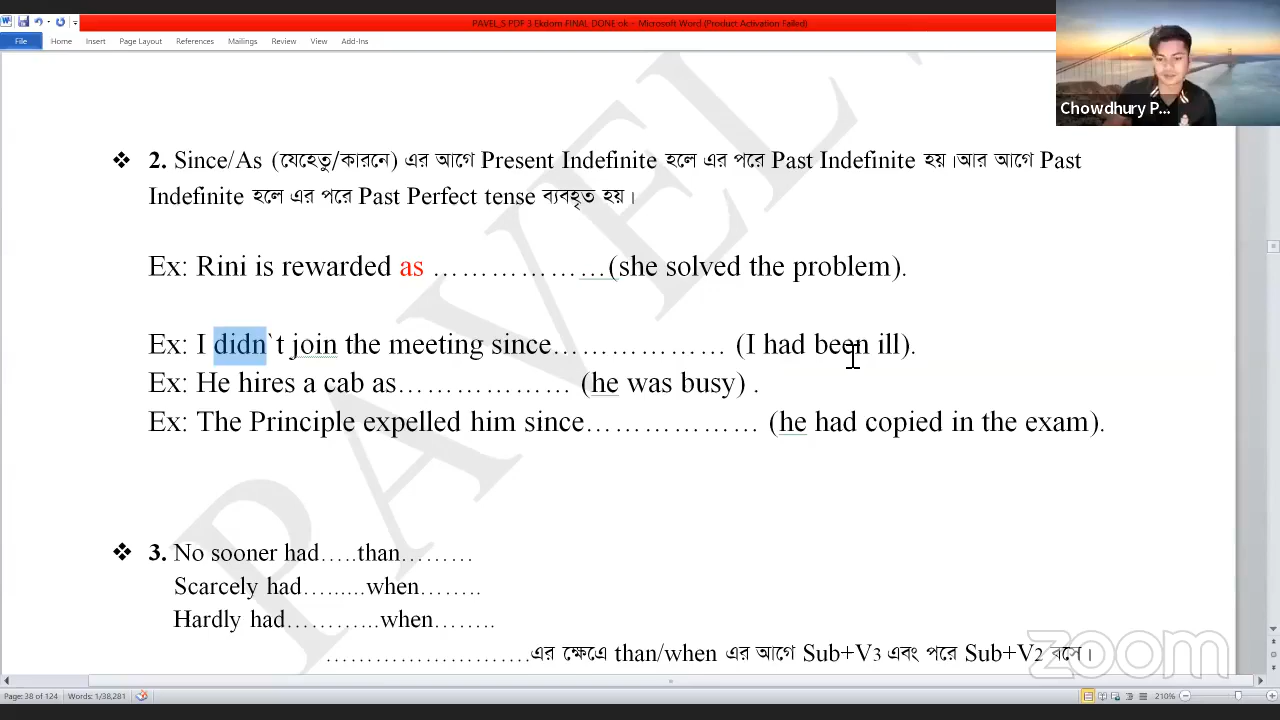 PAVEL_S PDF 3 Ekdom FINAL DONE ok - Microsoft Word (Product Activation Failed)
File Home Insert Page Layout References Mailings Review View Add-Ins
Chowdhury P...
PAVEL
❖ 2. Since/As (যেহেতু/কারনে) এর আগে Present Indefinite হলে এর পরে Past Indefinite হয়।আর আগে Past
Indefinite হলে এর পরে Past Perfect tense ব্যবহৃত হয়।
Ex: Rini is rewarded as ………………(she solved the problem).
Ex: I didn`t join the meeting since……………… (I had been ill).
Ex: He hires a cab as……………… (he was busy) .
Ex: The Principle expelled him since……………… (he had copied in the exam).
❖ 3. No sooner had…..than………
Scarcely had…......when……..
Hardly had………...when……..
…………………….এর ক্ষেত্রে than/when এর আগে Sub+V3 এবং পরে Sub+V2 বসে।
zoom
Page: 38 of 124 Words: 1/38,281 210%